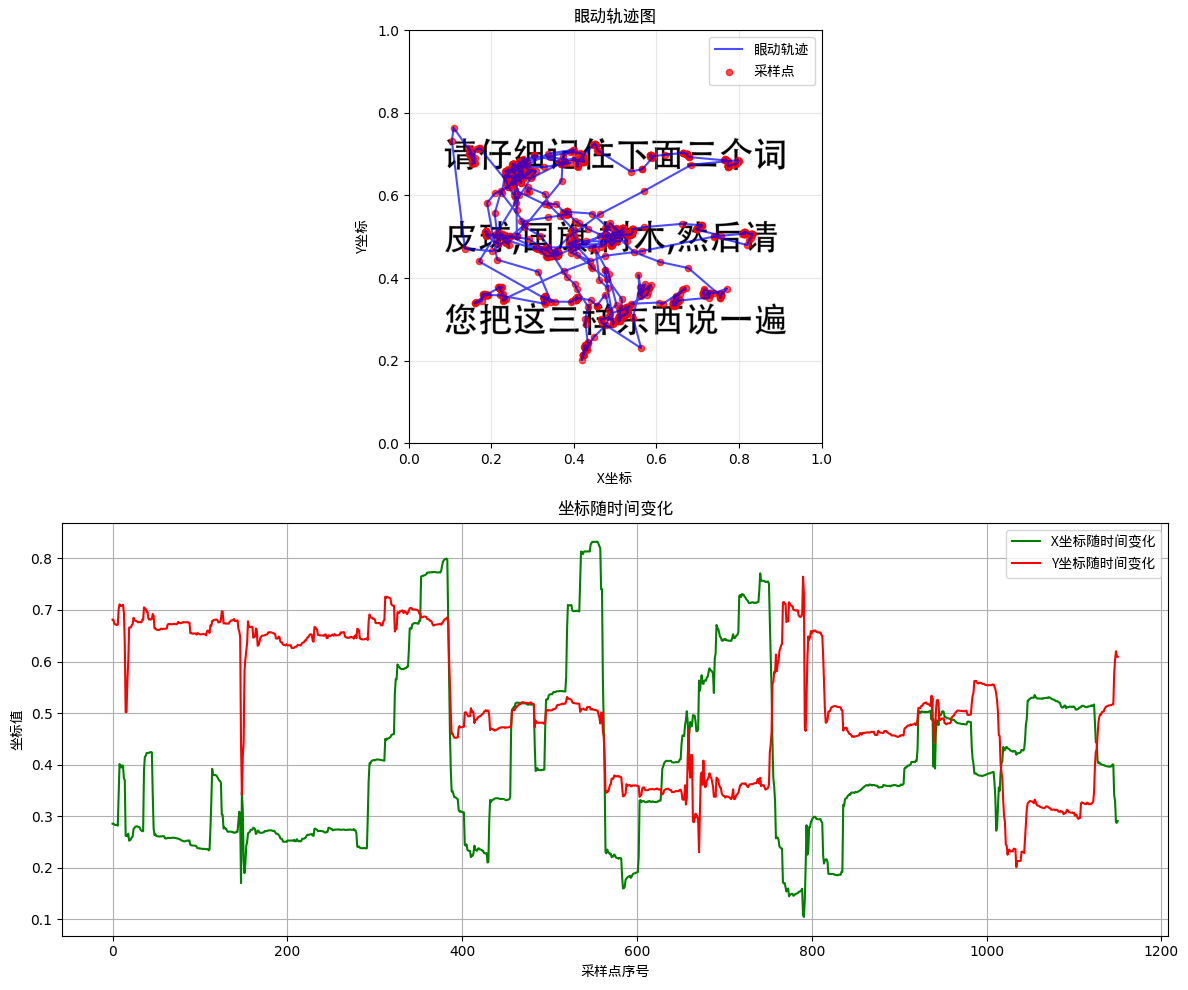 眼动轨迹图
1.0
0.8
0.6
0.4
0.2
0.0
Y坐标
眼动轨迹
采样点
请仔细记住下面三个词
皮球,国旗,树木,然后请
您把这三样东西说一遍
0.0 0.2 0.4 0.6 0.8 1.0
X坐标
坐标随时间变化
0.8
0.7
0.6
0.5
0.4
0.3
0.2
0.1
坐标值
X坐标随时间变化
Y坐标随时间变化
0 200 400 600 800 1000 1200
采样点序号